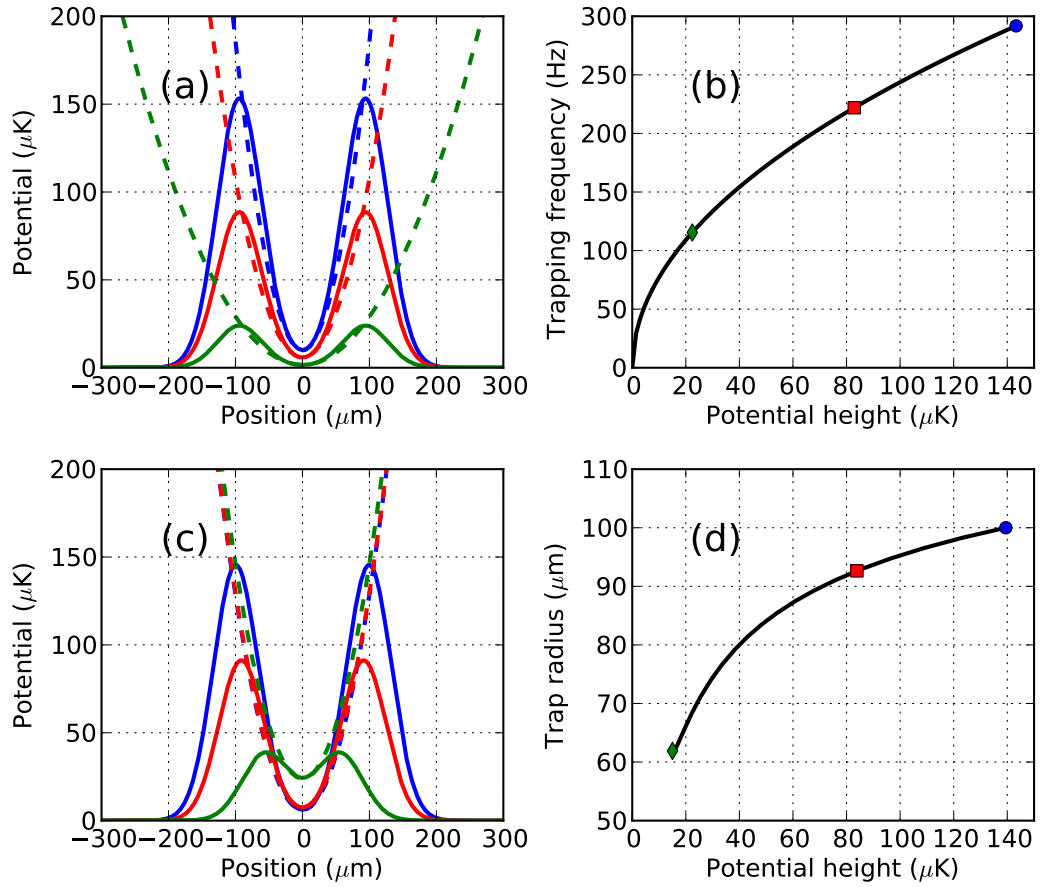 200
150
100
50
0
Potential (μK)
(a)
−300−200−100 0 100 200 300
Position (μm)
300
250
200
150
100
50
0
Trapping frequency (Hz)
(b)
0 20 40 60 80 100 120 140
Potential height (μK)
200
150
100
50
0
Potential (μK)
(c)
−300−200−100 0 100 200 300
Position (μm)
110
100
90
80
70
60
50
Trap radius (μm)
(d)
0 20 40 60 80 100 120 140
Potential height (μK)